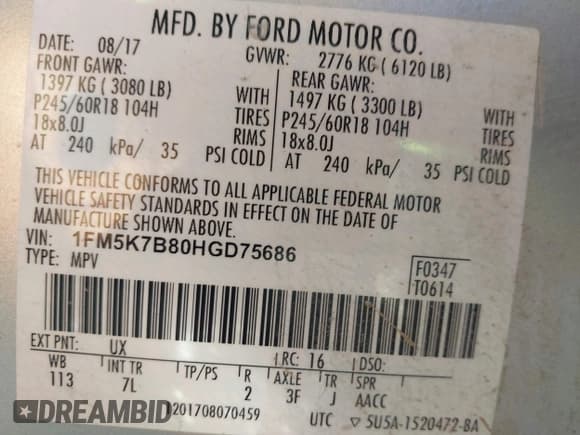 MFD. BY FORD MOTOR CO.
DATE: 08/17 GVWR: 2776 KG ( 6120 LB)
FRONT GAWR: REAR GAWR:
1397 KG ( 3080 LB) WITH 1497 KG ( 3300 LB) WITH
P245/60R18 104H TIRES P245/60R18 104H TIRES
18x8.0J RIMS 18x8.0J RIMS
AT 240 kPa/ 35 PSI COLD AT 240 kPa/ 35 PSI COLD
THIS VEHICLE CONFORMS TO ALL APPLICABLE FEDERAL MOTOR
VEHICLE SAFETY STANDARDS IN EFFECT ON THE DATE OF
MANUFACTURE SHOWN ABOVE.
VIN: 1FM5K7B80HGD75686
TYPE: MPV
F0347
T0614
EXT PNT: UX RC: 16 DSO:
WB INT TR TP/PS R AXLE TR SPR
113 7L 2 3F J AACC
201708070459 UTC ▽ 5U5A-1520472-BA
DREAMBID